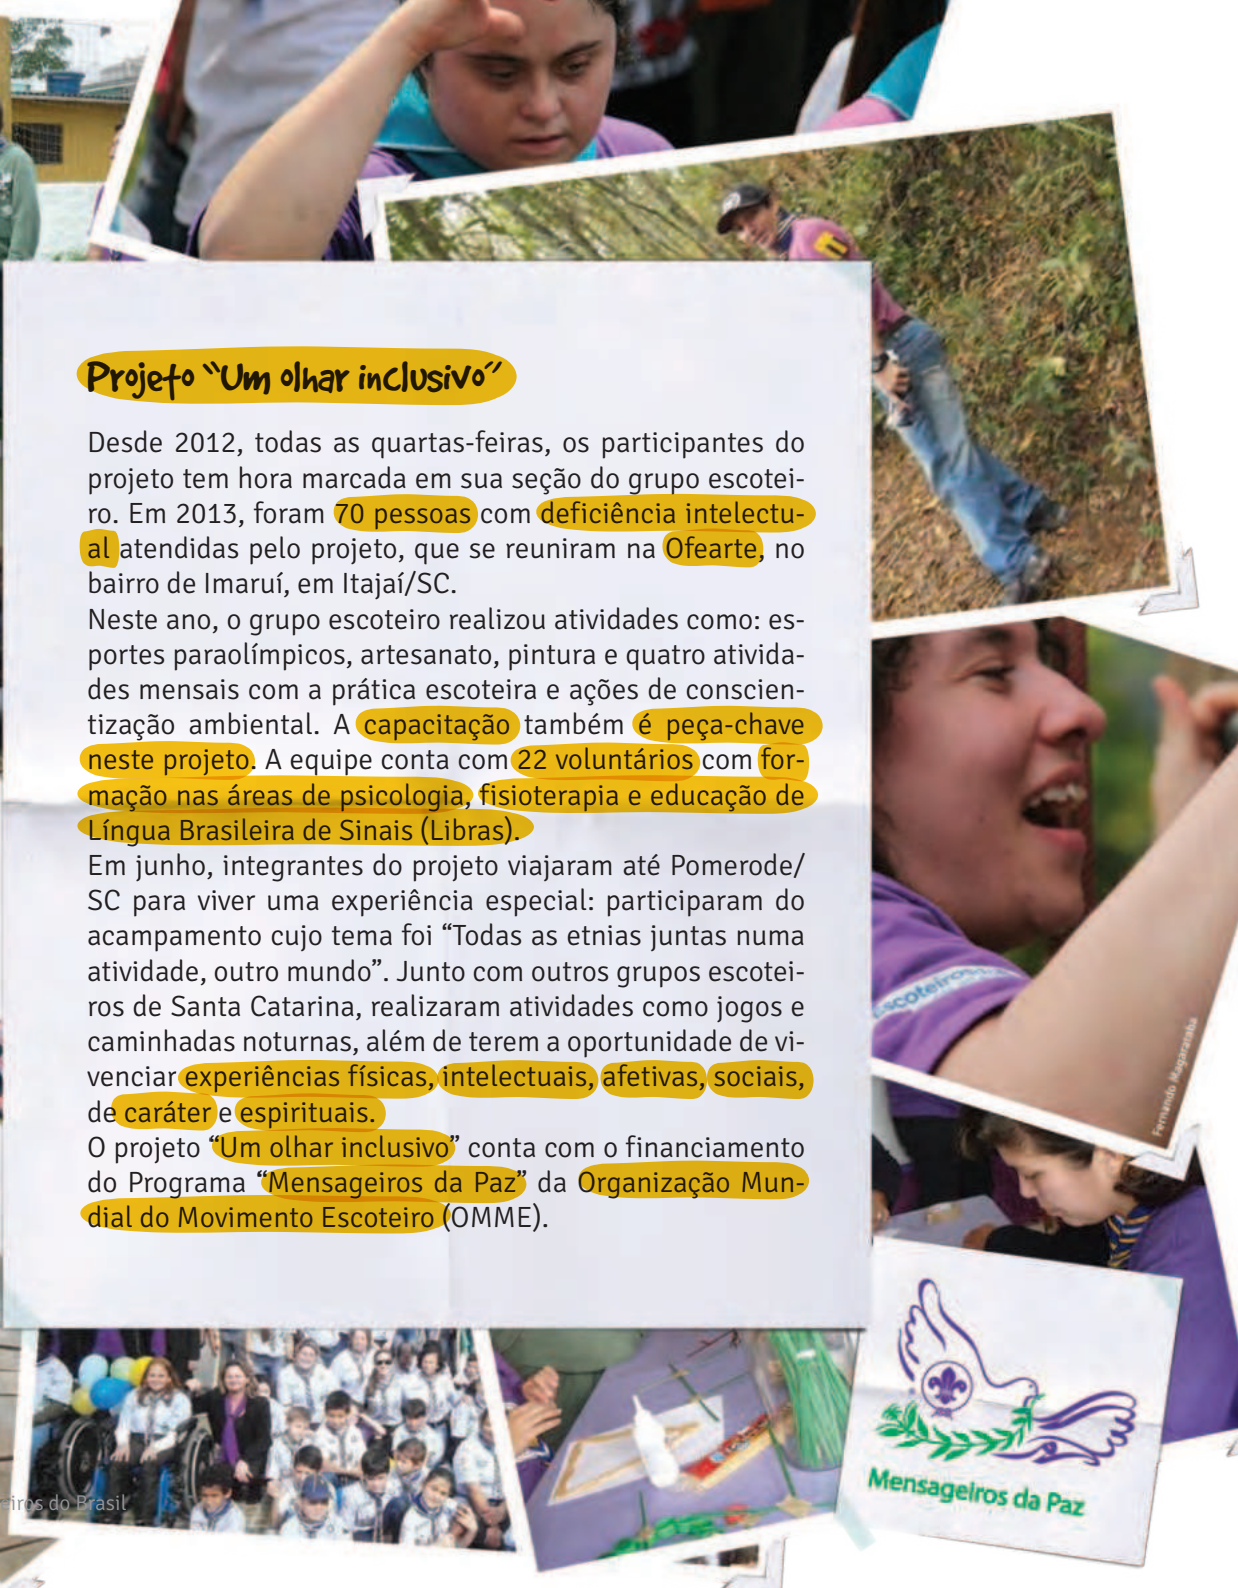 Projeto “Um olhar inclusivo”
Desde 2012, todas as quartas-feiras, os participantes do
projeto tem hora marcada em sua seção do grupo escotei-
ro. Em 2013, foram 70 pessoas com deficiência intelectu-
al atendidas pelo projeto, que se reuniram na Ofearte, no
bairro de Imaruí, em Itajaí/SC.
Neste ano, o grupo escoteiro realizou atividades como: es-
portes paraolímpicos, artesanato, pintura e quatro ativida-
des mensais com a prática escoteira e ações de conscien-
tização ambiental. A capacitação também é peça-chave
neste projeto. A equipe conta com 22 voluntários com for-
mação nas áreas de psicologia, fisioterapia e educação de
Língua Brasileira de Sinais (Libras).
Em junho, integrantes do projeto viajaram até Pomerode/
SC para viver uma experiência especial: participaram do
acampamento cujo tema foi “Todas as etnias juntas numa
atividade, outro mundo”. Junto com outros grupos escotei-
ros de Santa Catarina, realizaram atividades como jogos e
caminhadas noturnas, além de terem a oportunidade de vi-
venciar experiências físicas, intelectuais, afetivas, sociais,
de caráter e espirituais.
O projeto “Um olhar inclusivo” conta com o financiamento
do Programa “Mensageiros da Paz” da Organização Mun-
dial do Movimento Escoteiro (OMME).
Fernando
Mensageiros da Paz
eiros do Brasil